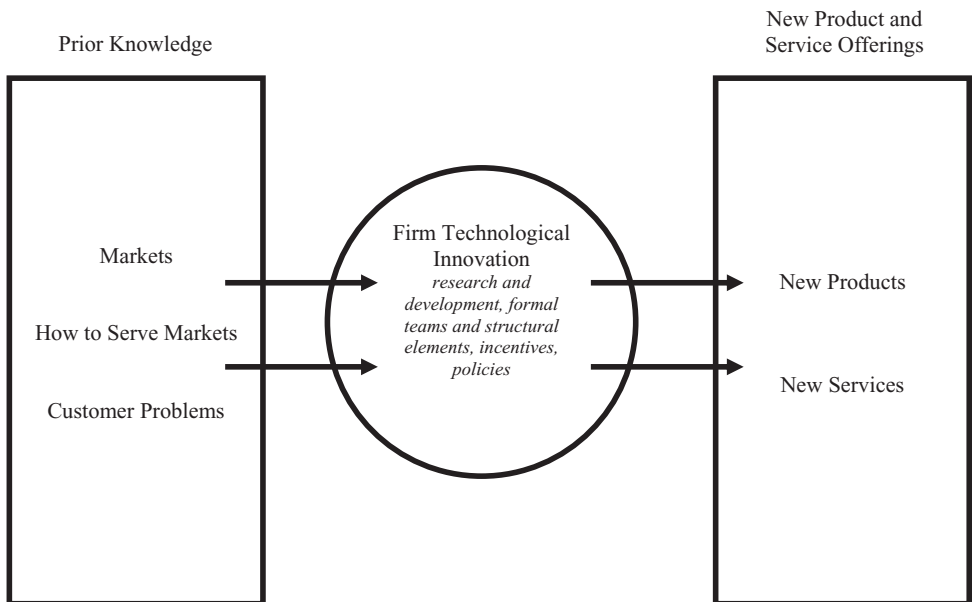 Prior Knowledge
New Product and
Service Offerings
Markets
How to Serve Markets
Customer Problems
Firm Technological
Innovation
research and
development, formal
teams and structural
elements, incentives,
policies
New Products
New Services